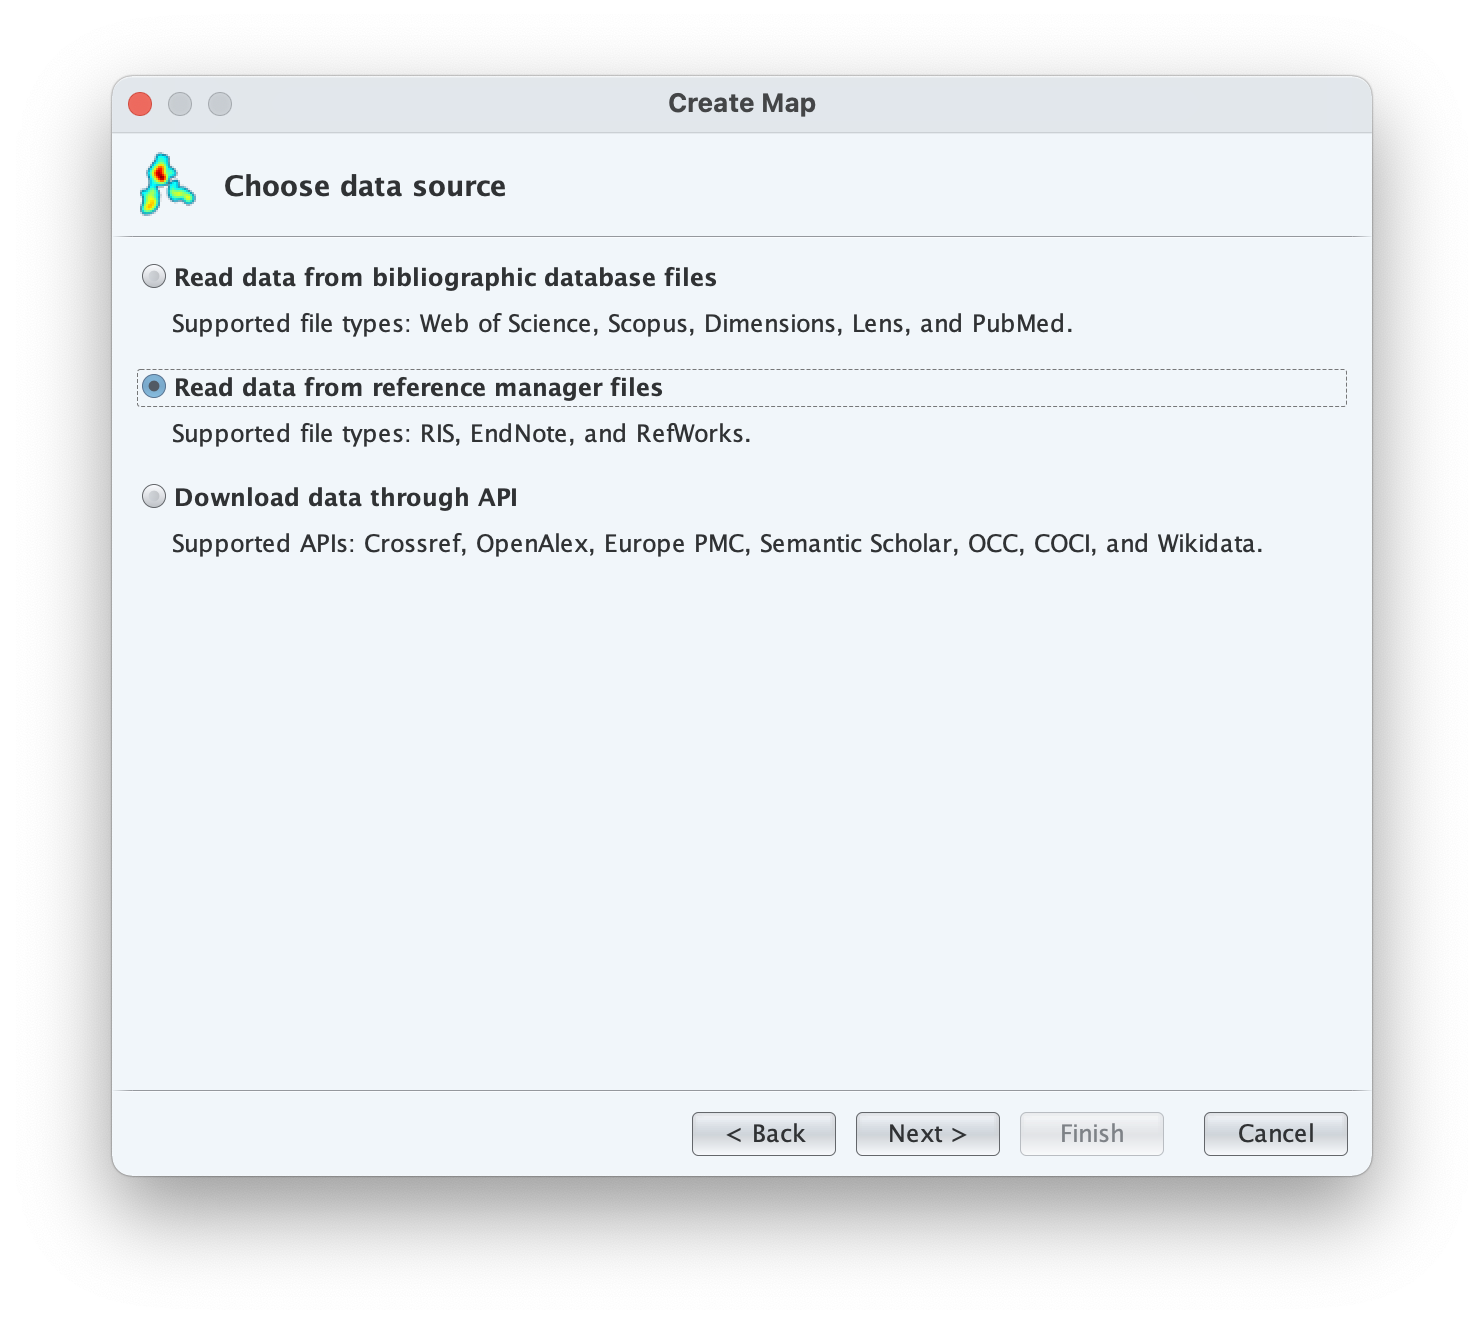 Create Map
Choose data source
Read data from bibliographic database files
Supported file types: Web of Science, Scopus, Dimensions, Lens, and PubMed.
Read data from reference manager files
Supported file types: RIS, EndNote, and RefWorks.
Download data through API
Supported APIs: Crossref, OpenAlex, Europe PMC, Semantic Scholar, OCC, COCI, and Wikidata.
< Back Next > Finish Cancel